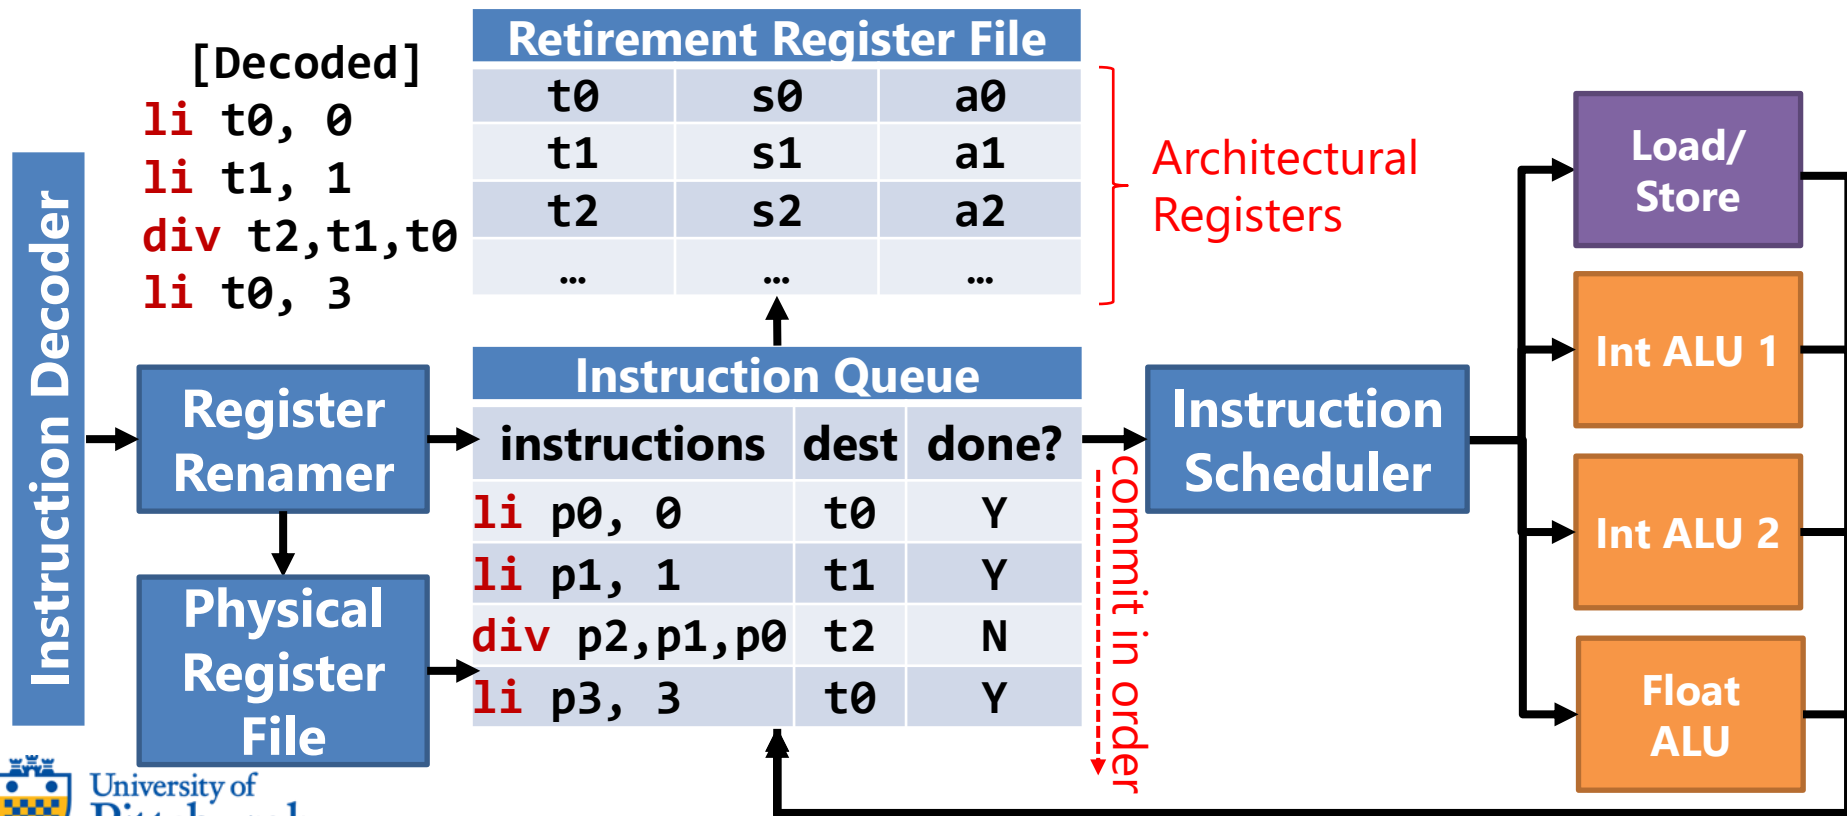 Instruction Decoder
[Decoded]
li t0, 0
li t1, 1
div t2,t1,t0
li t0, 3
Register
Renamer
Physical
Register
File
Retirement Register File
t0 s0 a0
t1 s1 a1
t2 s2 a2
… … …
Architectural
Registers
Instruction Queue
instructions dest done?
li p0, 0 t0 Y
li p1, 1 t1 Y
div p2,p1,p0 t2 N
li p3, 3 t0 Y
commit in order
Instruction
Scheduler
Load/
Store
Int ALU 1
Int ALU 2
Float
ALU
University of